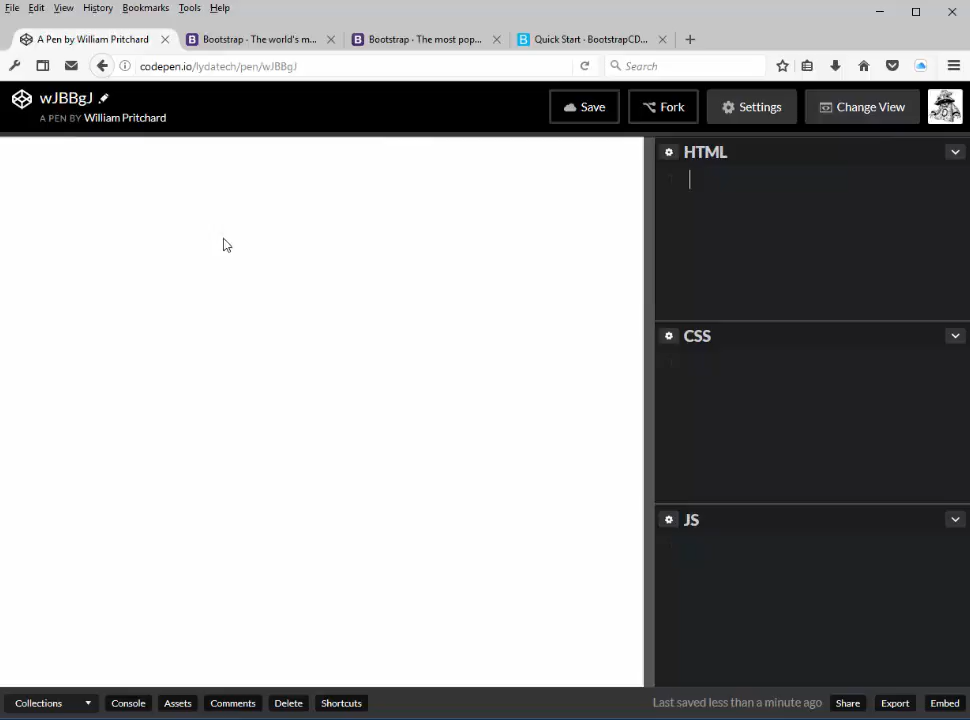 File Edit View History Bookmarks Tools Help
A Pen by William Pritchard
Bootstrap · The world's m...
Bootstrap · The most pop...
Quick Start · BootstrapCD...
codepen.io/lydatech/pen/wJBBgJ
Search
wJBBgJ
A PEN BY William Pritchard
Save
Fork
Settings
Change View
HTML
CSS
JS
Collections
Console
Assets
Comments
Delete
Shortcuts
Last saved less than a minute ago
Share
Export
Embed